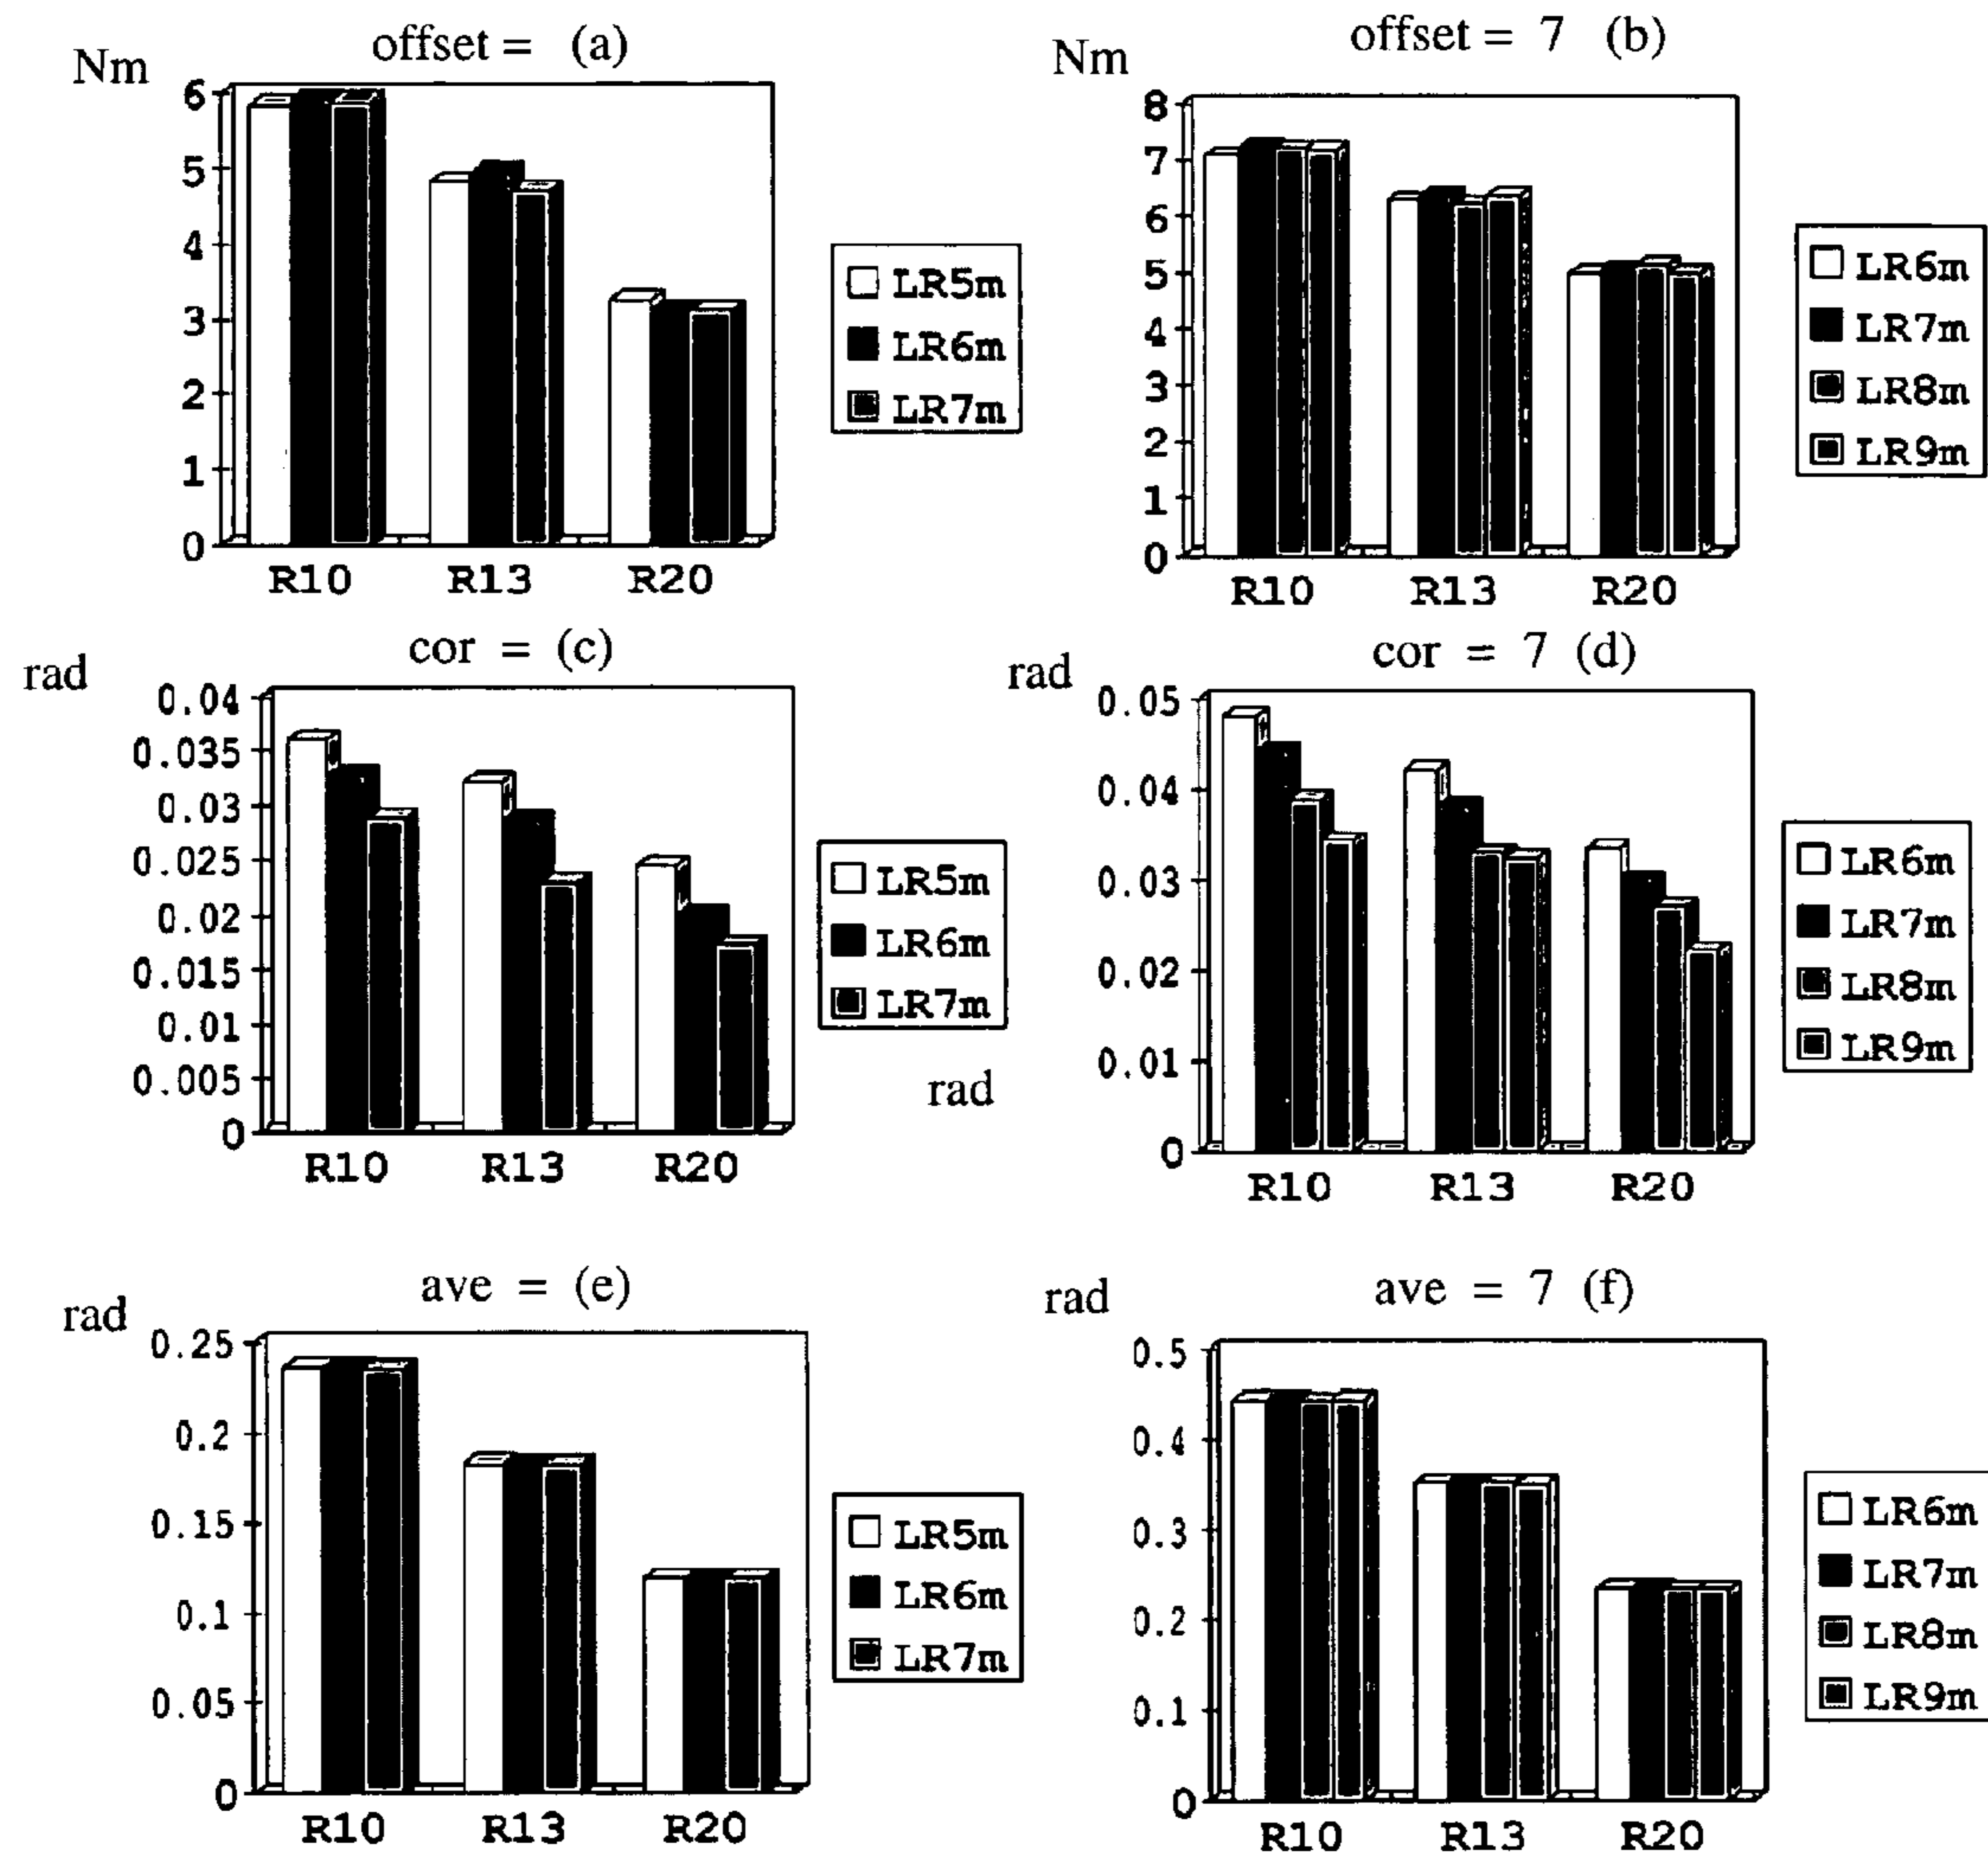 offset = (a)
Nm
6
5
4
3
2
1
0
R10 R13 R20
LR5m
LR6m
LR7m
offset = 7 (b)
Nm
8
7
6
5
4
3
2
1
0
R10 R13 R20
LR6m
LR7m
LR8m
LR9m
cor = (c)
rad
0.04
0.035
0.03
0.025
0.02
0.015
0.01
0.005
0
R10 R13 R20
LR5m
LR6m
LR7m
rad
cor = 7 (d)
rad
0.05
0.04
0.03
0.02
0.01
0
R10 R13 R20
LR6m
LR7m
LR8m
LR9m
ave = (e)
rad
0.25
0.2
0.15
0.1
0.05
0
R10 R13 R20
LR5m
LR6m
LR7m
ave = 7 (f)
rad
0.5
0.4
0.3
0.2
0.1
0
R10 R13 R20
LR6m
LR7m
LR8m
LR9m